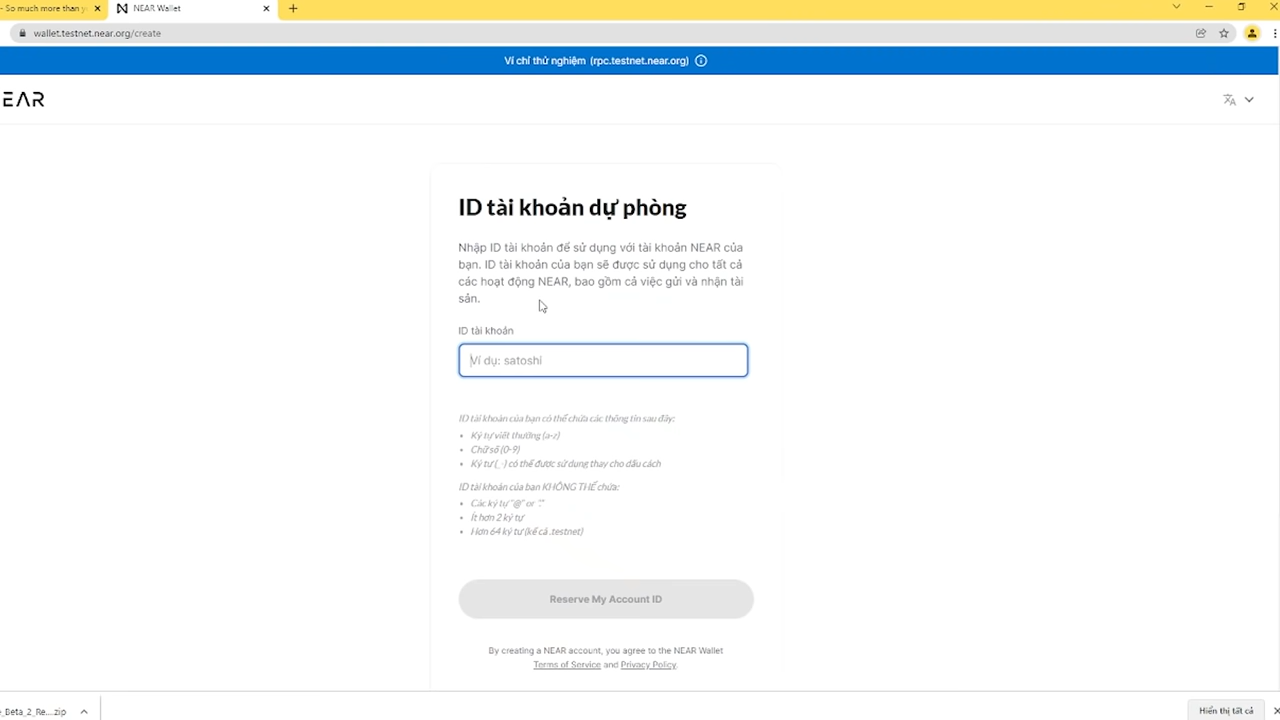 - So much more than y
NEAR Wallet
wallet.testnet.near.org/create
Ví chỉ thử nghiệm (rpc.testnet.near.org)
EAR
ID tài khoản dự phòng
Nhập ID tài khoản để sử dụng với tài khoản NEAR của
bạn. ID tài khoản của bạn sẽ được sử dụng cho tất cả
các hoạt động NEAR, bao gồm cả việc gửi và nhận tài
sản.
ID tài khoản
Ví dụ: satoshi
ID tài khoản của bạn có thể chứa các thông tin sau đây:
• Ký tự viết thường (a-z)
• Chữ số (0-9)
• Ký tự (_-) có thể được sử dụng thay cho dấu cách
ID tài khoản của bạn KHÔNG THỂ chứa:
• Các ký tự "@" or "."
• Ít hơn 2 ký tự
• Hơn 64 ký tự (kể cả .testnet)
Reserve My Account ID
By creating a NEAR account, you agree to the NEAR Wallet
Terms of Service and Privacy Policy.
_Beta_2_Re....zip
Hiển thị tất cả